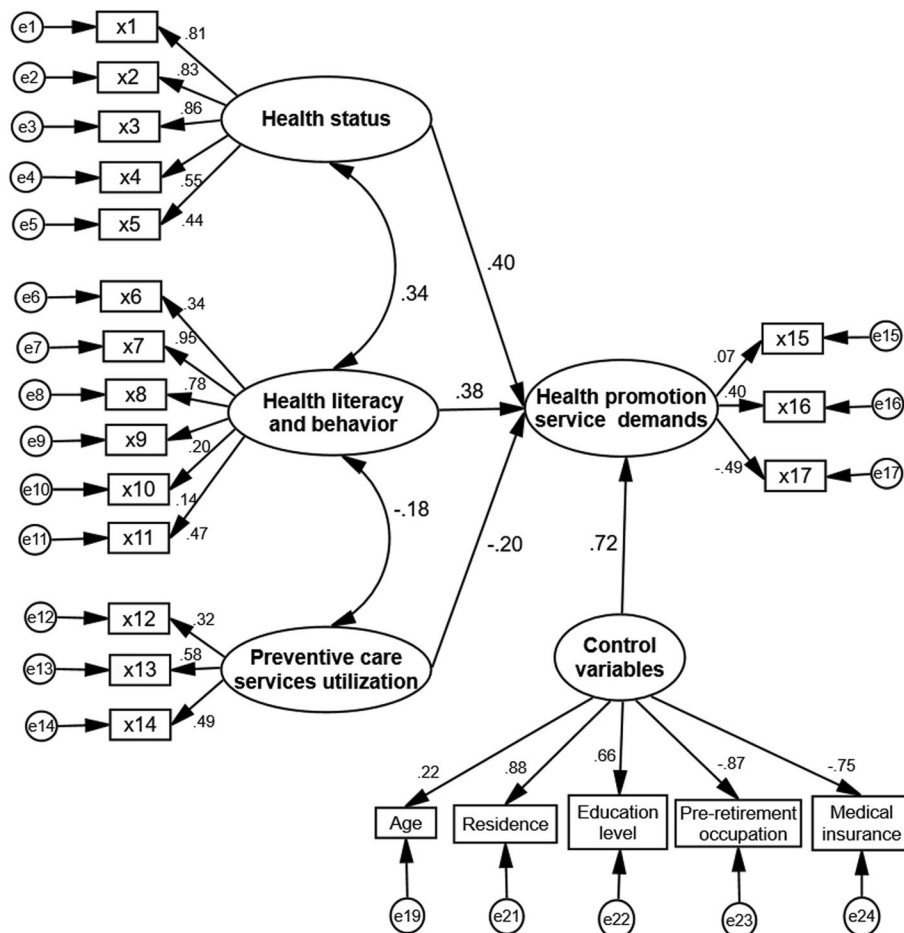 e1
x1
.81
e2
x2
.83
e3
x3
.86
e4
x4
.55
e5
x5
.44
Health status
.34
.40
e6
x6
.34
e7
x7
.95
e8
x8
.78
e9
x9
.20
e10
x10
.14
e11
x11
.47
Health literacy
and behavior
.38
-.18
-.20
e12
x12
.32
e13
x13
.58
e14
x14
.49
Preventive care
services utilization
Health promotion
service demands
.07
x15
e15
.40
x16
e16
-.49
x17
e17
.72
Control
variables
.22
.88
.66
-.87
-.75
Age
Residence
Education
level
Pre-retirement
occupation
Medical
insurance
e19
e21
e22
e23
e24